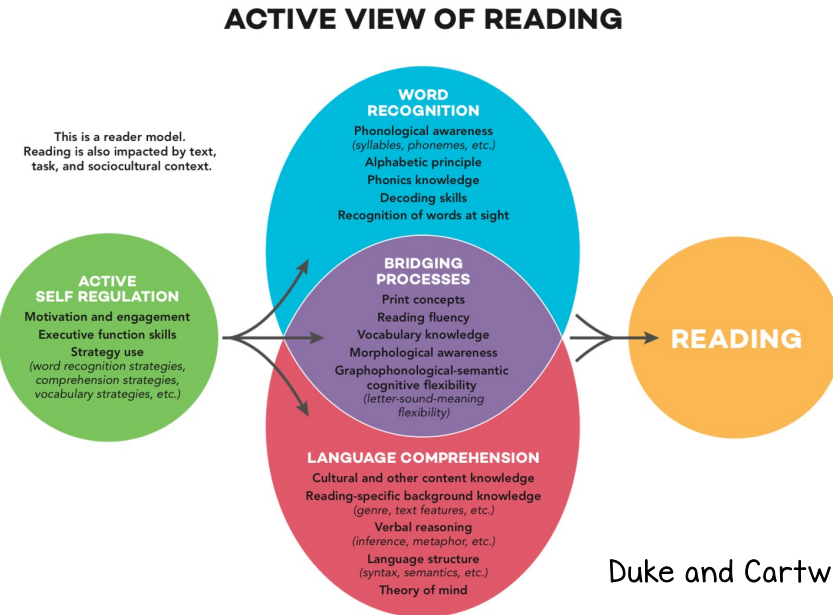 ACTIVE VIEW OF READING
This is a reader model.
Reading is also impacted by text,
task, and sociocultural context.
ACTIVE
SELF REGULATION
Motivation and engagement
Executive function skills
Strategy use
(word recognition strategies,
comprehension strategies,
vocabulary strategies, etc.)
WORD
RECOGNITION
Phonological awareness
(syllables, phonemes, etc.)
Alphabetic principle
Phonics knowledge
Decoding skills
Recognition of words at sight
BRIDGING
PROCESSES
Print concepts
Reading fluency
Vocabulary knowledge
Morphological awareness
Graphophonological-semantic
cognitive flexibility
(letter-sound-meaning
flexibility)
LANGUAGE COMPREHENSION
Cultural and other content knowledge
Reading-specific background knowledge
(genre, text features, etc.)
Verbal reasoning
(inference, metaphor, etc.)
Language structure
(syntax, semantics, etc.)
Theory of mind
READING
Duke and Cartw